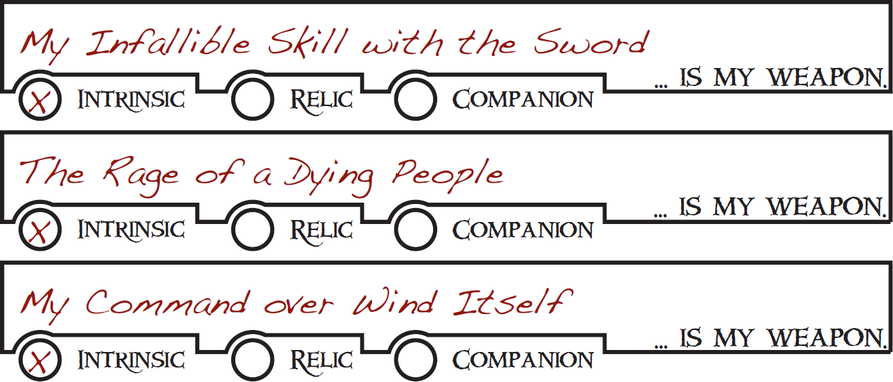 My Infallible Skill with the Sword
... IS MY WEAPON.
X INTRINSIC RELIC COMPANION
The Rage of a Dying People
... IS MY WEAPON.
X INTRINSIC RELIC COMPANION
My Command over Wind Itself
... IS MY WEAPON.
X INTRINSIC RELIC COMPANION